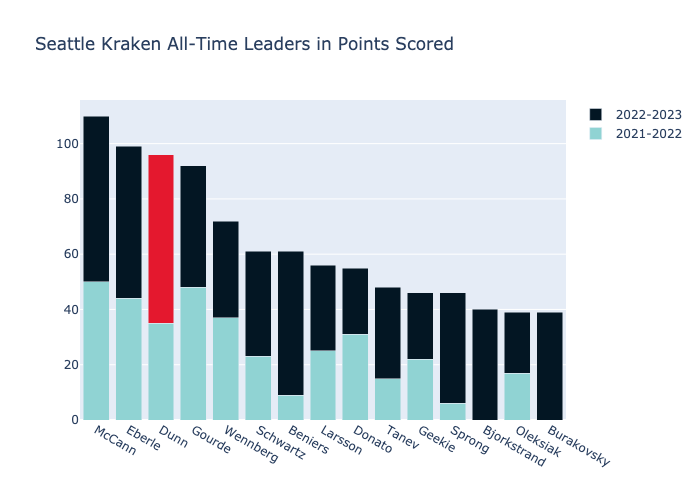 Seattle Kraken All-Time Leaders in Points Scored
2022-2023
2021-2022
100
80
60
40
20
0
McCann
Eberle
Dunn
Gourde
Wennberg
Schwartz
Beniers
Larsson
Donato
Tanev
Geekie
Sprong
Bjorkstrand
Oleksiak
Burakovsky